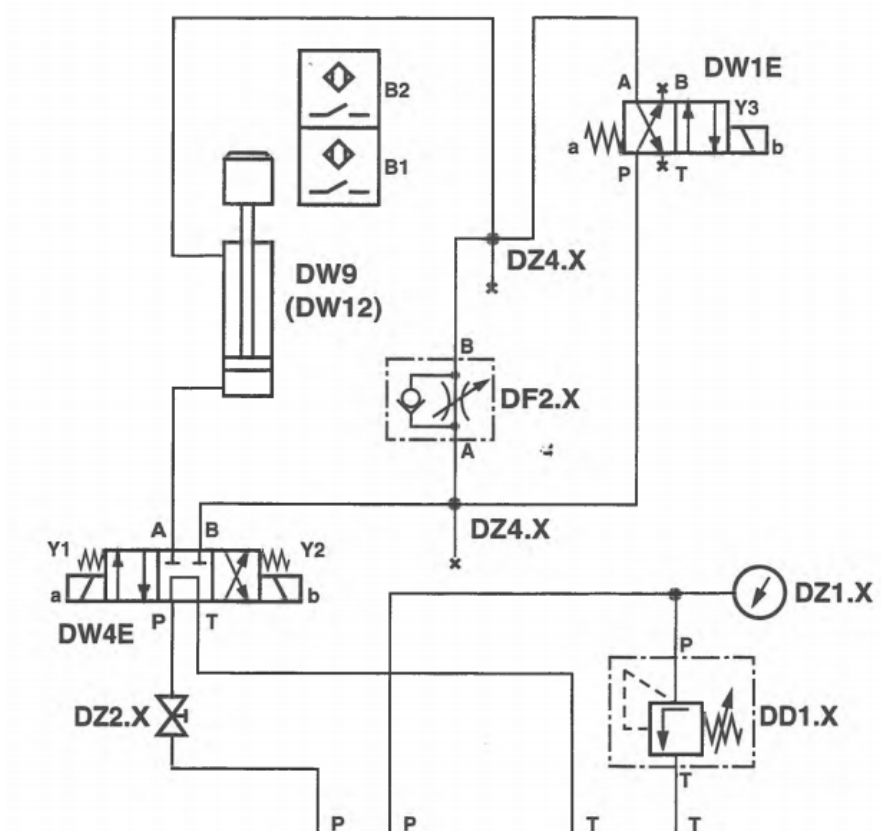 DW1E
A B
B2
Y3
a b
B1
P T
DZ4.X
DW9
(DW12)
B
DF2.X
A
DZ4.X
A B
Y1 Y2
a b
P T
DW4E
DZ1.X
P
DZ2.X
DD1.X
T
P P T T